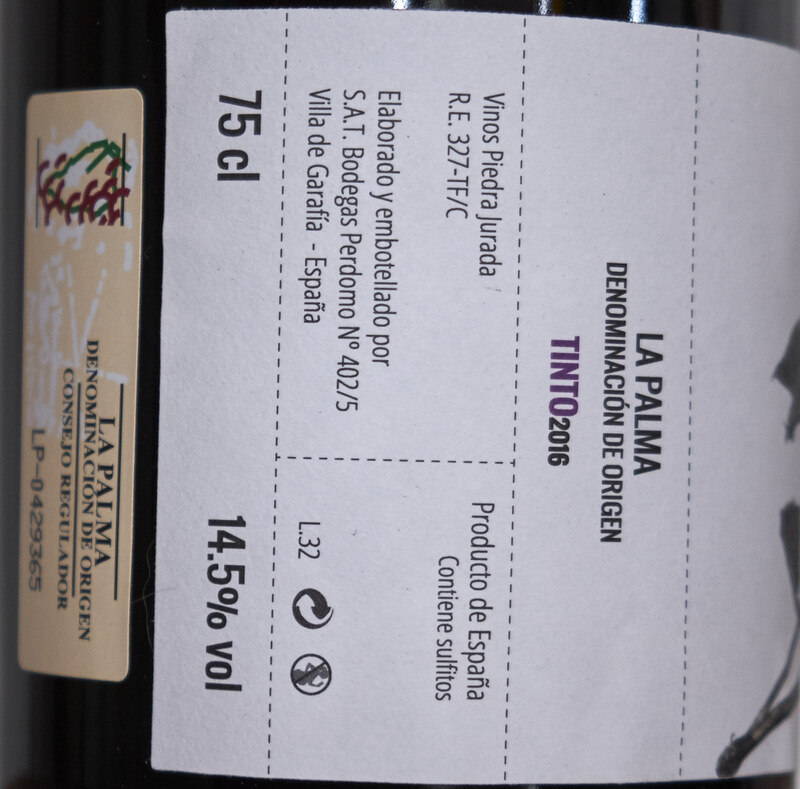 LA PALMA
DENOMINACIÓN DE ORIGEN
TINTO2016
Vinos Piedra Jurada
R.E. 327-TF/C
Elaborado y embotellado por
S.A.T. Bodegas Perdomo Nº 402/5
Villa de Garafía - España
Producto de España
Contiene sulfitos
L.32
75 cl
14.5% vol
LA PALMA
DENOMINACIÓN DE ORIGEN
CONSEJO REGULADOR
LP-0429365